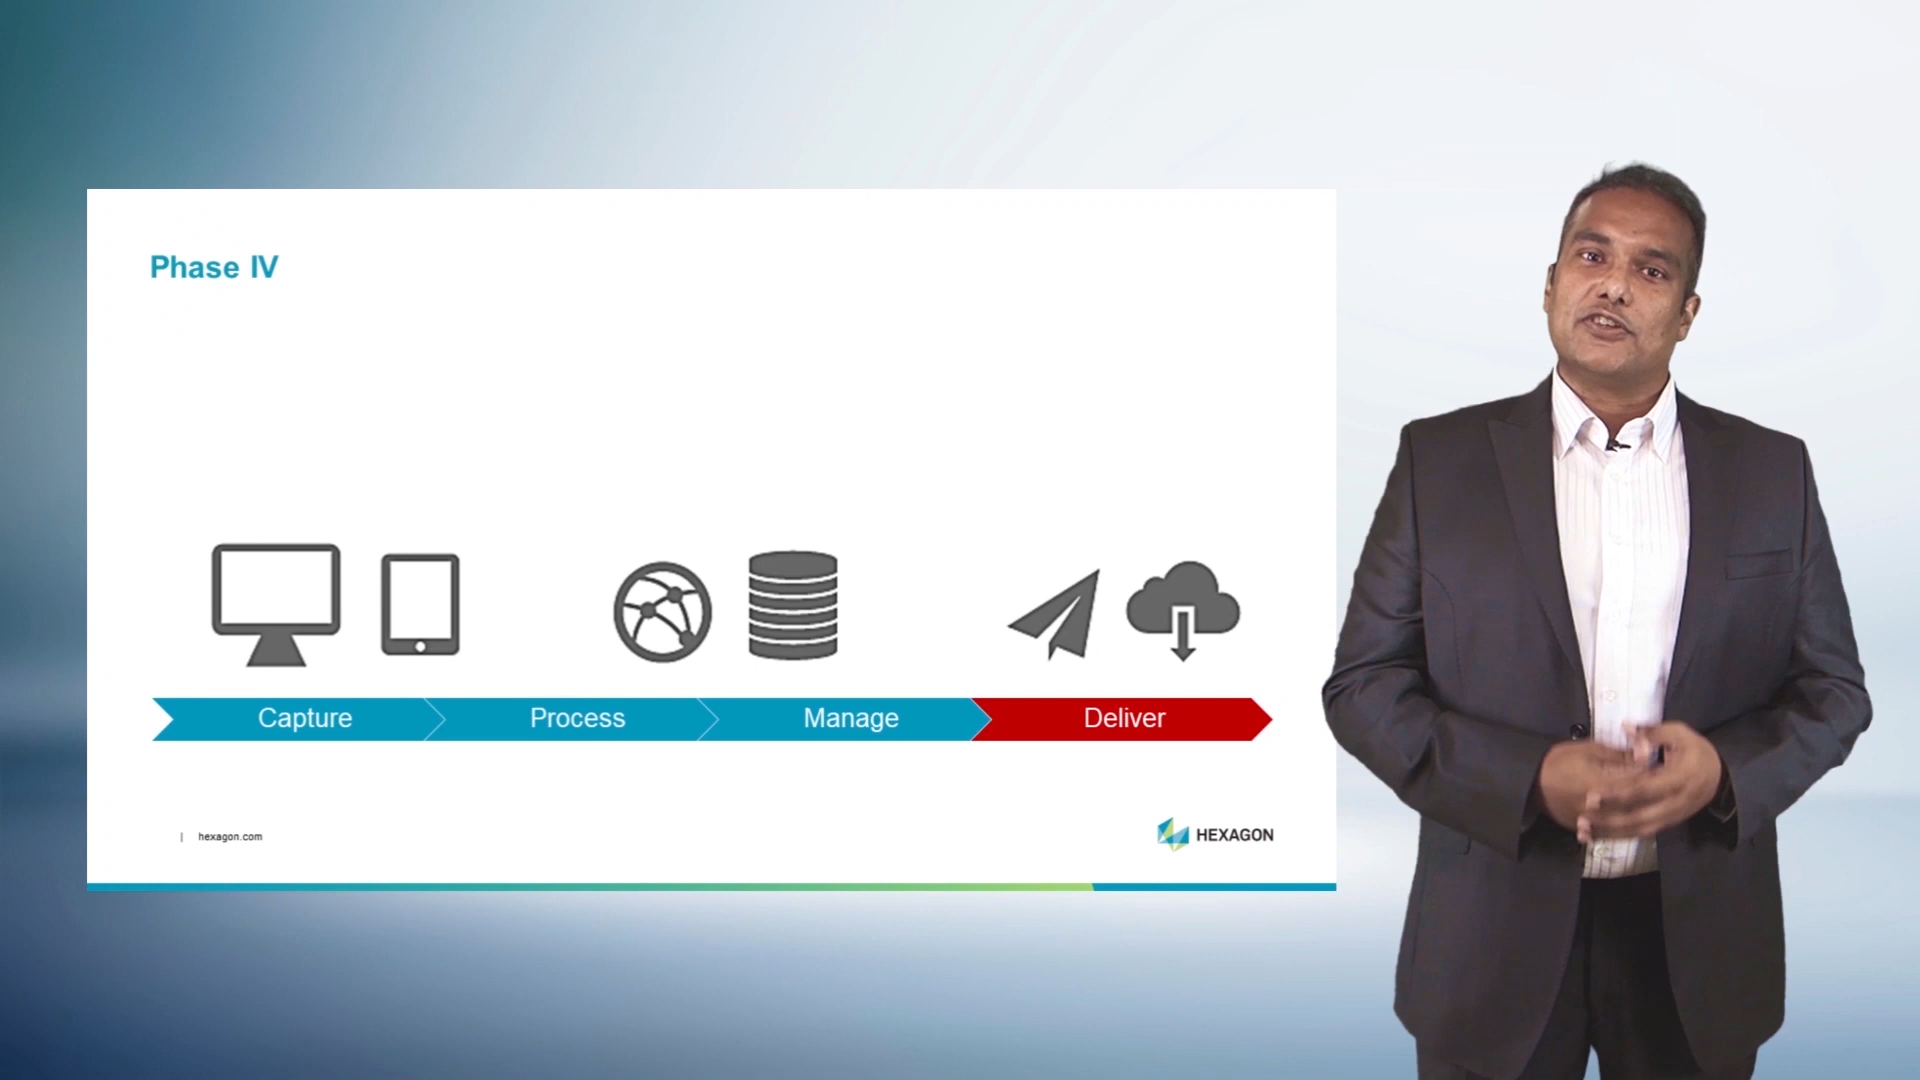 Phase IV
Capture
Process
Manage
Deliver
| hexagon.com
HEXAGON